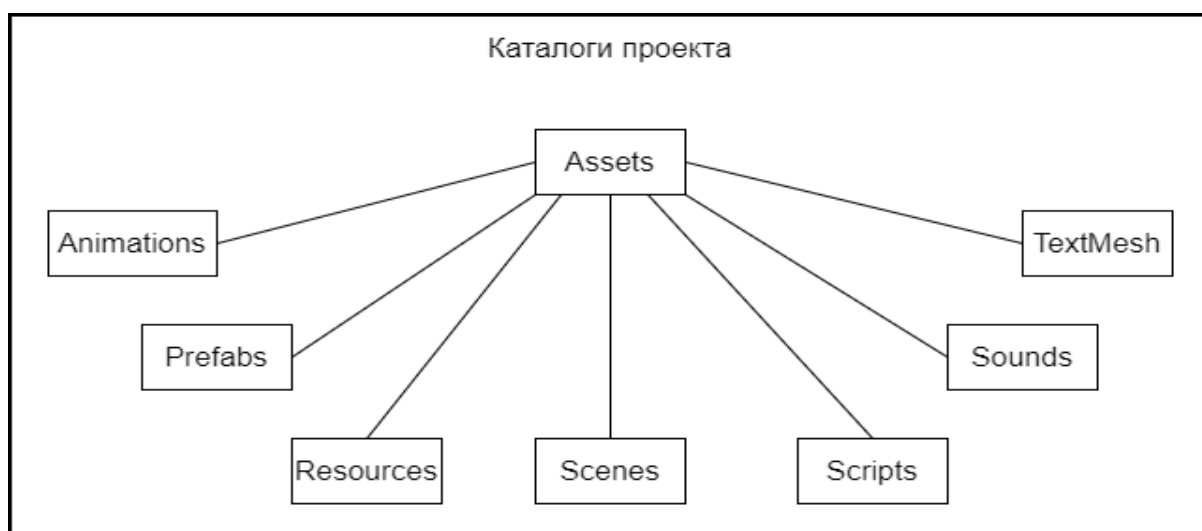 Каталоги проекта
Assets
Animations
TextMesh
Prefabs
Sounds
Resources
Scenes
Scripts